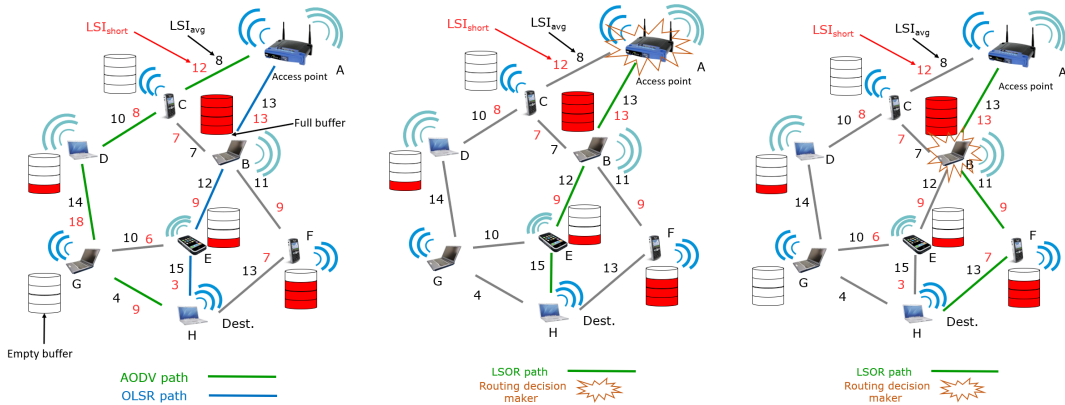 LSIshort
LSIavg
8
12
A
Access point
C
10
8
13
13
Full buffer
7
7
D
B
12
11
9
9
14
18
10
6
E
F
7
G
15
13
3
4
9
H
Dest.
Empty buffer
AODV path
OLSR path
LSIshort
LSIavg
8
12
A
Access point
C
10
8
13
13
7
7
D
B
12
11
9
9
14
10
E
F
G
15
13
4
H
Dest.
LSOR path
Routing decision
maker
LSIshort
LSIavg
8
12
A
Access point
C
10
8
13
13
7
7
D
B
12
11
9
9
14
10
6
E
F
7
G
15
13
3
4
H
Dest.
LSOR path
Routing decision
maker